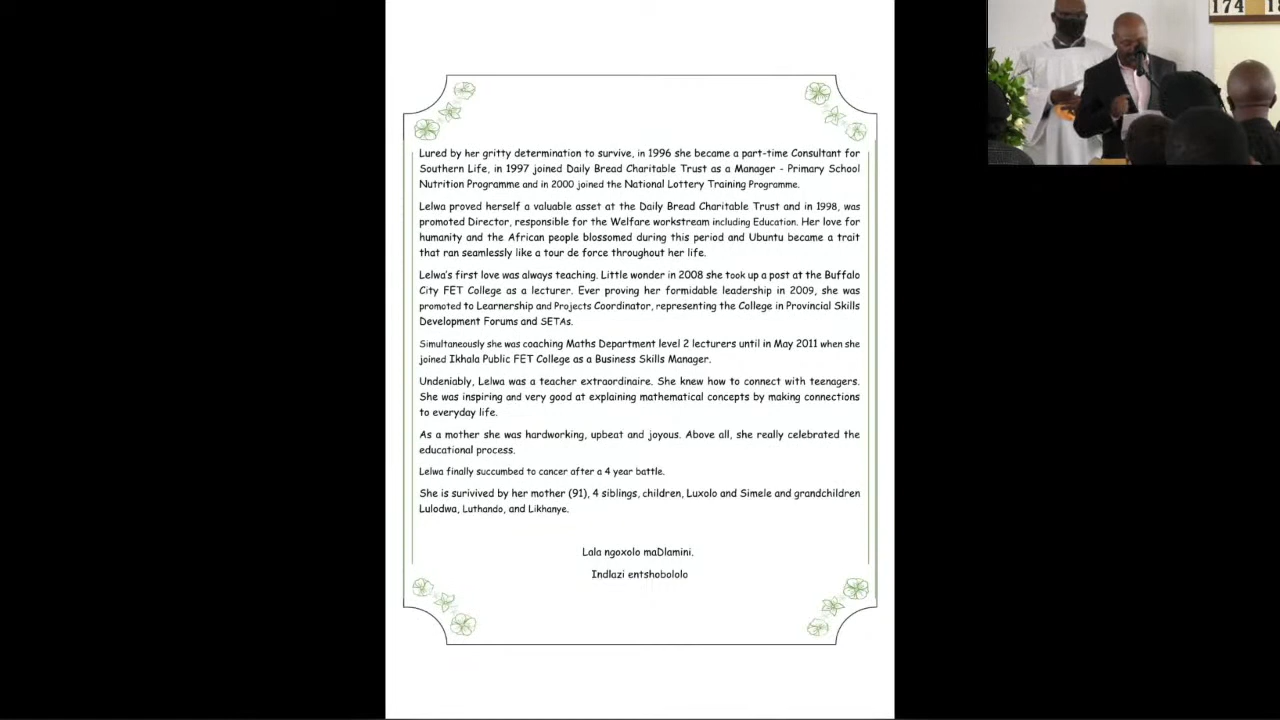 Lured by her gritty determination to survive, in 1996 she became a part-time Consultant for
Southern Life, in 1997 joined Daily Bread Charitable Trust as a Manager - Primary School
Nutrition Programme and in 2000 joined the National Lottery Training Programme.
Lelwa proved herself a valuable asset at the Daily Bread Charitable Trust and in 1998, was
promoted Director, responsible for the Welfare workstream including Education. Her love for
humanity and the African people blossomed during this period and Ubuntu became a trait
that ran seamlessly like a tour de force throughout her life.
Lelwa's first love was always teaching. Little wonder in 2008 she took up a post at the Buffalo
City FET College as a lecturer. Ever proving her formidable leadership in 2009, she was
promoted to Learnership and Projects Coordinator, representing the College in Provincial Skills
Development Forums and SETAs.
Simultaneously she was coaching Maths Department level 2 lecturers until in May 2011 when she
joined Ikhala Public FET College as a Business Skills Manager.
Undeniably, Lelwa was a teacher extraordinaire. She knew how to connect with teenagers.
She was inspiring and very good at explaining mathematical concepts by making connections
to everyday life.
As a mother she was hardworking, upbeat and joyous. Above all, she really celebrated the
educational process.
Lelwa finally succumbed to cancer after a 4 year battle.
She is surivived by her mother (91), 4 siblings, children, Luxolo and Simele and grandchildren
Lulodwa, Luthando, and Likhanye.
Lala ngoxolo maDlamini.
Indlazi entshobololo
174